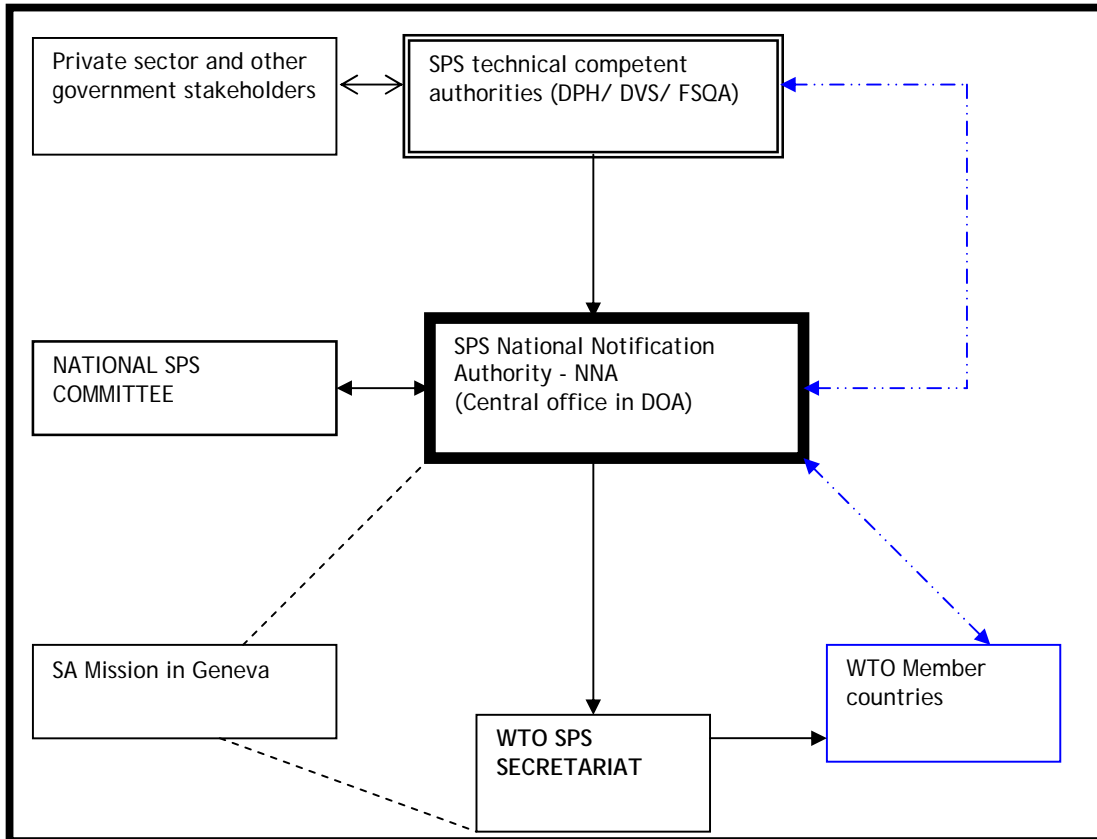 Private sector and other
government stakeholders
SPS technical competent
authorities (DPH/ DVS/ FSQA)
NATIONAL SPS
COMMITTEE
SPS National Notification
Authority - NNA
(Central office in DOA)
SA Mission in Geneva
WTO SPS
SECRETARIAT
WTO Member
countries